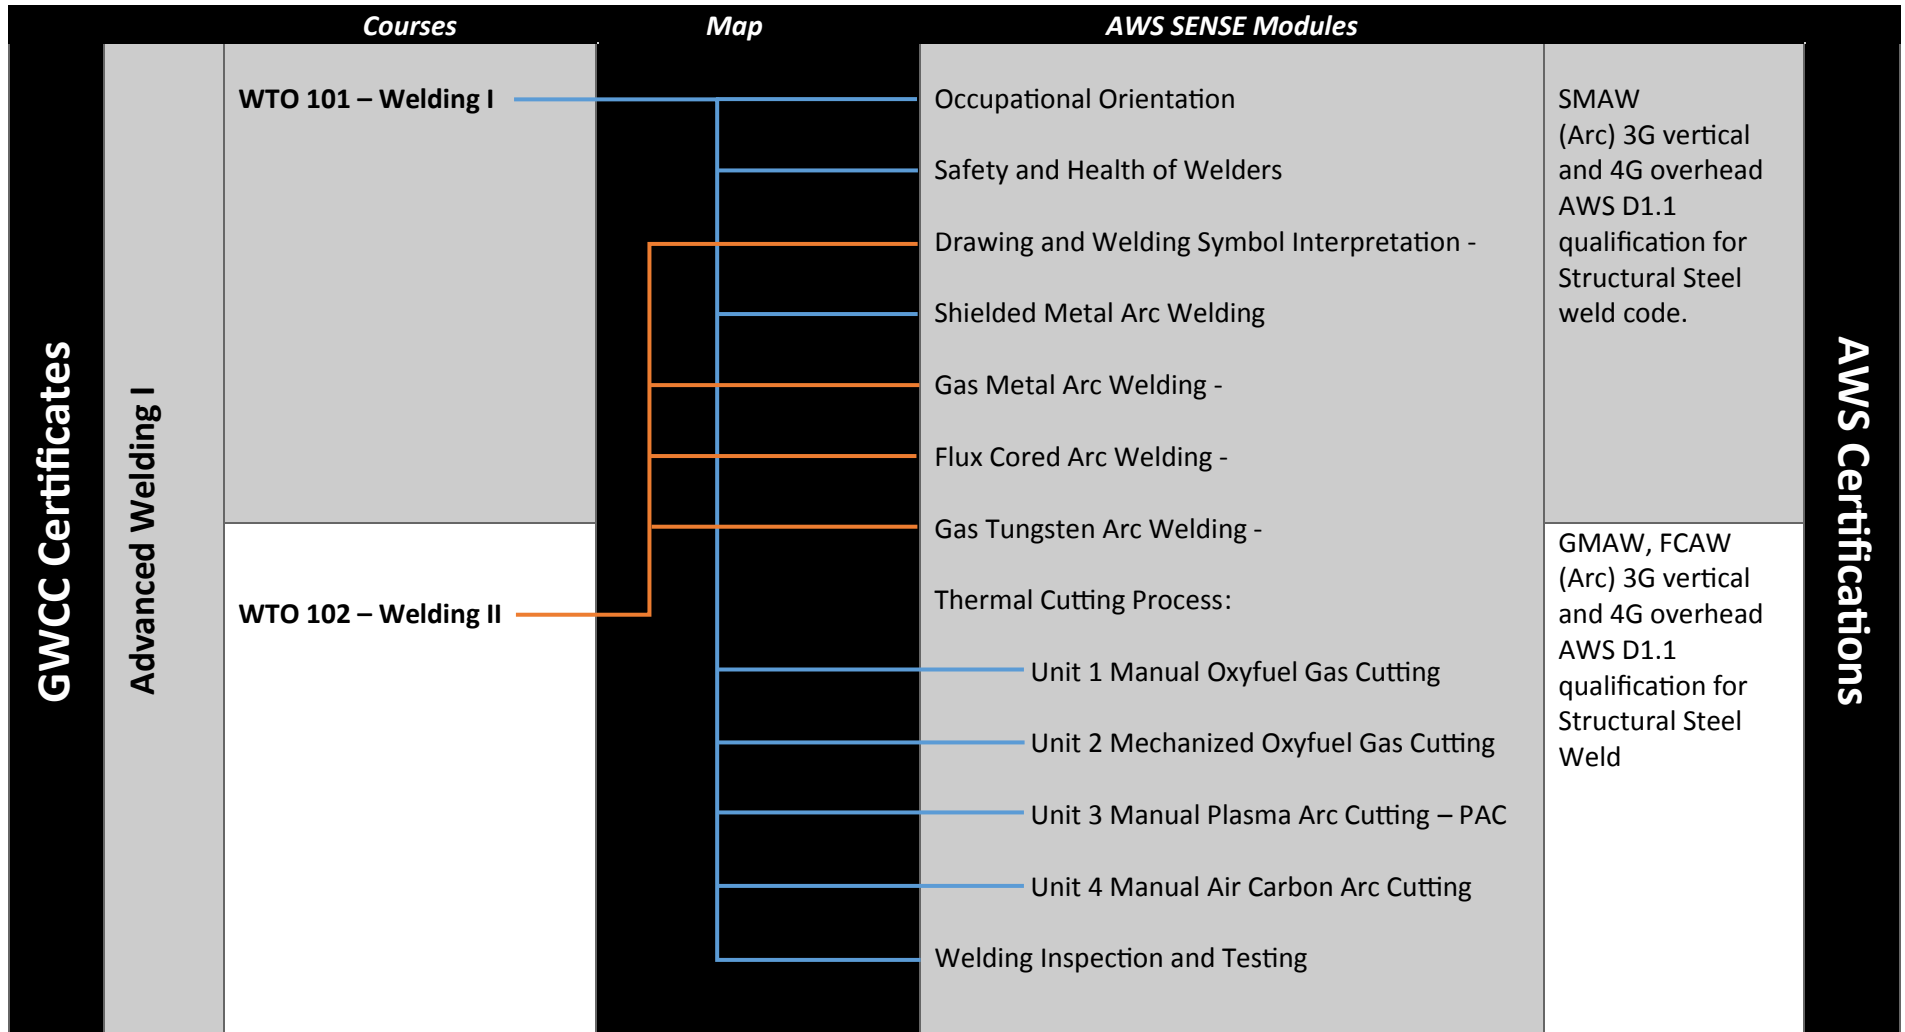 Courses
Map
AWS SENSE Modules
GWCC Certificates
Advanced Welding I
WTO 101 – Welding I
WTO 102 – Welding II
Occupational Orientation
Safety and Health of Welders
Drawing and Welding Symbol Interpretation -
Shielded Metal Arc Welding
Gas Metal Arc Welding -
Flux Cored Arc Welding -
Gas Tungsten Arc Welding -
Thermal Cutting Process:
Unit 1 Manual Oxyfuel Gas Cutting
Unit 2 Mechanized Oxyfuel Gas Cutting
Unit 3 Manual Plasma Arc Cutting – PAC
Unit 4 Manual Air Carbon Arc Cutting
Welding Inspection and Testing
SMAW
(Arc) 3G vertical
and 4G overhead
AWS D1.1
qualification for
Structural Steel
weld code.
GMAW, FCAW
(Arc) 3G vertical
and 4G overhead
AWS D1.1
qualification for
Structural Steel
Weld
AWS Certifications